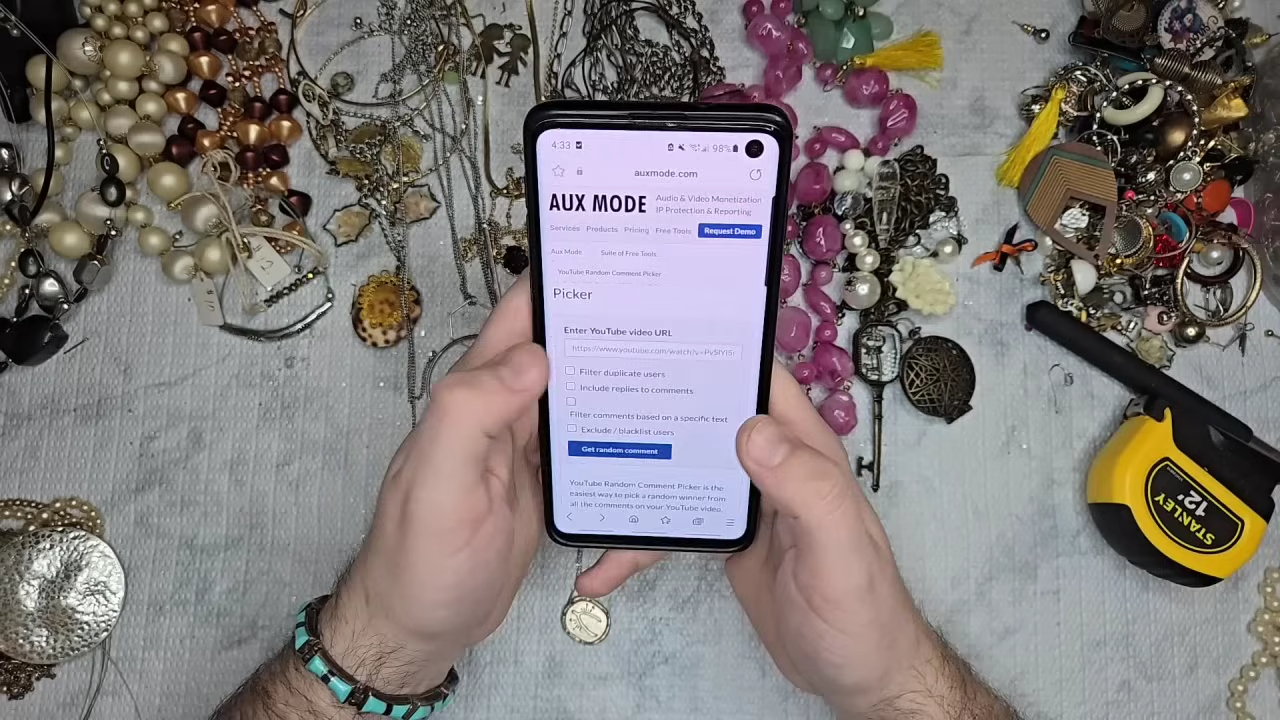 4:33
98%
auxmode.com
AUX MODE
Audio & Video Monetization
IP Protection & Reporting
Services Products Pricing Free Tools Request Demo
Aux Mode Suite of Free Tools
YouTube Random Comment Picker
Picker
Enter YouTube video URL
Filter duplicate users
Include replies to comments
Filter comments based on a specific text
Exclude / blacklist users
Get random comment
YouTube Random Comment Picker is the
easiest way to pick a random winner from
all the comments on your YouTube video.
STANLEY
12'